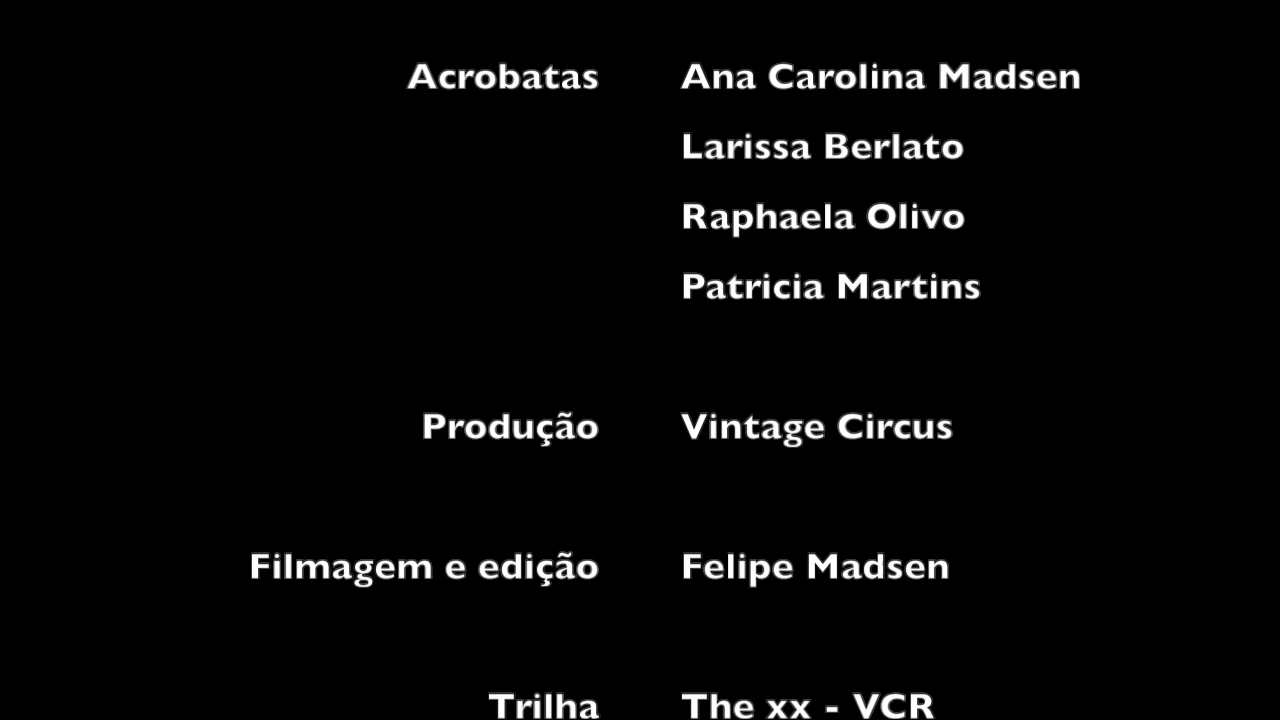 Acrobatas Ana Carolina Madsen
Larissa Berlato
Raphaela Olivo
Patricia Martins
Produção Vintage Circus
Filmagem e edição Felipe Madsen
Trilha The xx - VCR